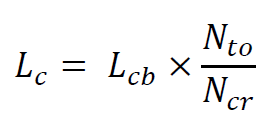 L_c = L_cb × N_to / N_cr